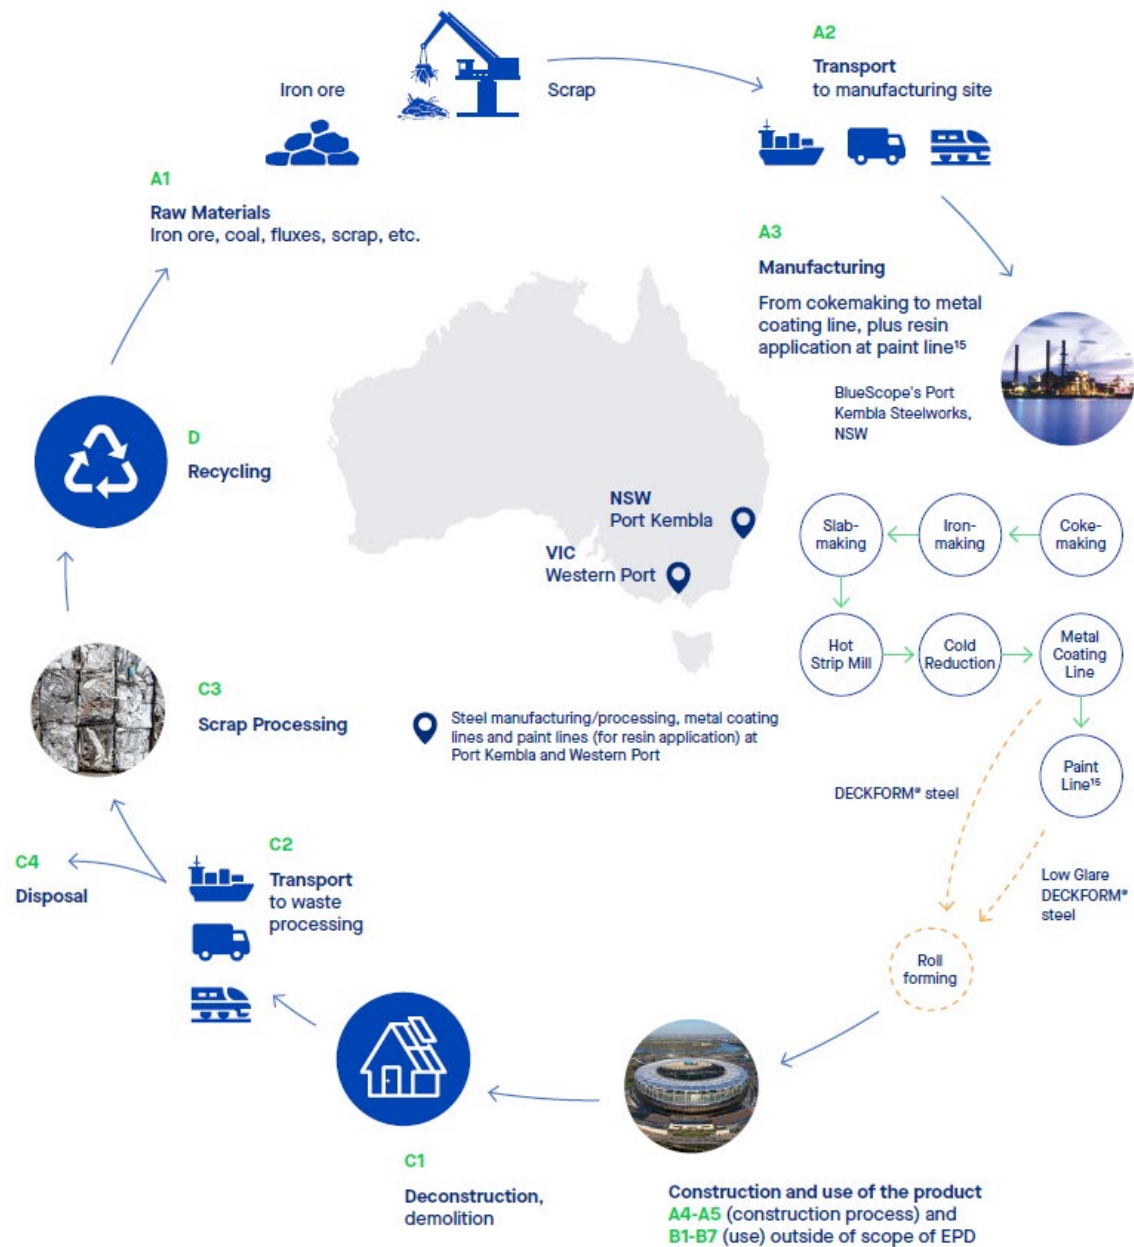 Iron ore
Scrap
A2
Transport
to manufacturing site
A1
Raw Materials
Iron ore, coal, fluxes, scrap, etc.
A3
Manufacturing
From cokemaking to metal
coating line, plus resin
application at paint line¹⁵
BlueScope's Port
Kembla Steelworks,
NSW
D
Recycling
NSW
Port Kembla
VIC
Western Port
Slab-
making
Iron-
making
Coke-
making
Hot
Strip Mill
Cold
Reduction
Metal
Coating
Line
C3
Scrap Processing
Steel manufacturing/processing, metal coating
lines and paint lines (for resin application) at
Port Kembla and Western Port
Paint
Line¹⁵
DECKFORM® steel
Low Glare
DECKFORM®
steel
C4
Disposal
C2
Transport
to waste
processing
Roll
forming
C1
Deconstruction,
demolition
Construction and use of the product
A4-A5 (construction process) and
B1-B7 (use) outside of scope of EPD